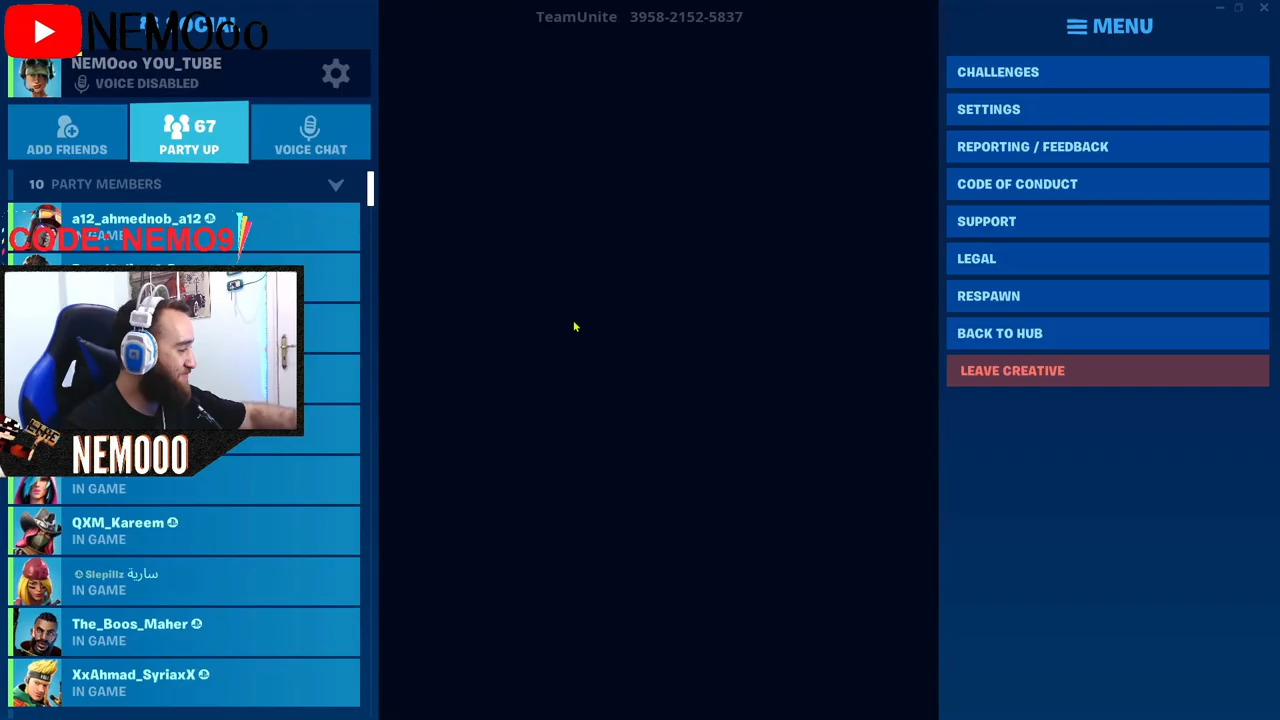 TeamUnite 3958-2152-5837
SOCIAL
NEMOoo
NEMOoo YOU_TUBE
VOICE DISABLED
ADD FRIENDS
67
PARTY UP
VOICE CHAT
10 PARTY MEMBERS
a12_ahmednob_a12
CODE: NEMO9
NEMOOO
IN GAME
QXM_Kareem
IN GAME
Slepillz سارية
IN GAME
The_Boos_Maher
IN GAME
XxAhmad_SyriaxX
IN GAME
MENU
CHALLENGES
SETTINGS
REPORTING / FEEDBACK
CODE OF CONDUCT
SUPPORT
LEGAL
RESPAWN
BACK TO HUB
LEAVE CREATIVE